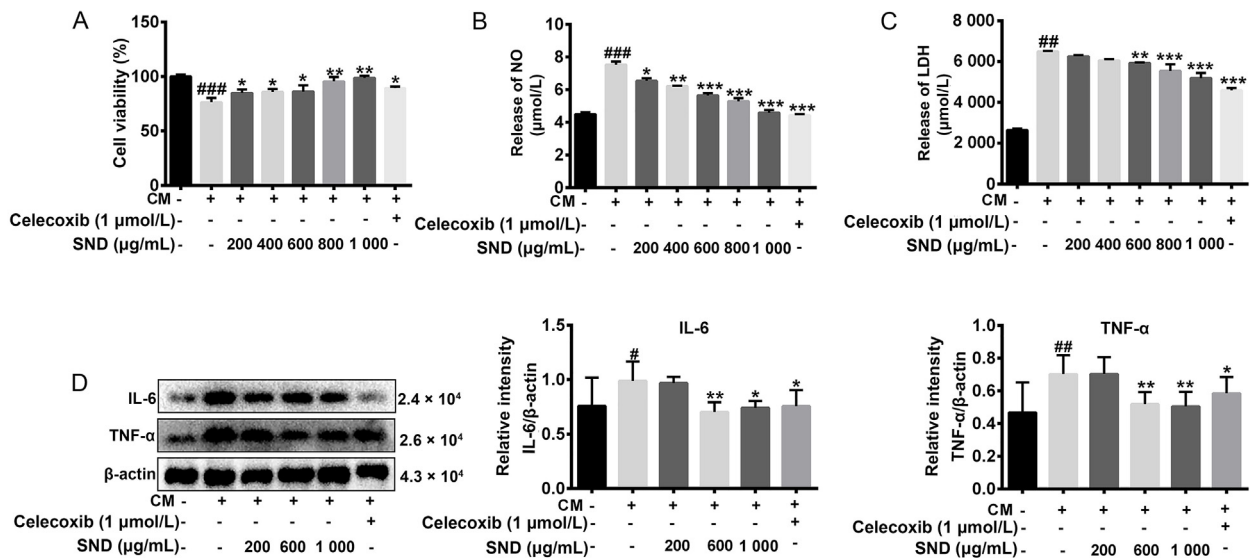 A
Cell viability (%)
150
100
50
0
###
*
*
*
**
**
*
CM - + + + + + + +
Celecoxib (1 μmol/L)- - - - - - - +
SND (μg/mL)- - 200 400 600 800 1 000 -
B
Release of NO
(μmol/L)
10
8
6
4
2
0
###
*
**
***
***
***
***
CM - + + + + + + +
Celecoxib (1 μmol/L)- - - - - - - +
SND (μg/mL)- - 200 400 600 800 1 000 -
C
Release of LDH
(μmol/L)
8 000
6 000
4 000
2 000
0
##
**
***
***
***
CM - + + + + + + +
Celecoxib (1 μmol/L)- - - - - - - +
SND (μg/mL)- - 200 400 600 800 1 000 -
D
IL-6 2.4 × 10⁴
TNF-α 2.6 × 10⁴
β-actin 4.3 × 10⁴
CM - + + + + +
Celecoxib (1 μmol/L)- - - - - +
SND (μg/mL)- - 200 600 1 000 -
IL-6
Relative intensity
IL-6/β-actin
1.5
1.0
0.5
0.0
#
**
*
*
CM - + + + + +
Celecoxib (1 μmol/L)- - - - - +
SND (μg/mL)- - 200 600 1 000 -
TNF-α
Relative intensity
TNF-α/β-actin
1.0
0.8
0.6
0.4
0.2
0.0
##
**
**
*
CM - + + + + +
Celecoxib (1 μmol/L)- - - - - +
SND (μg/mL)- - 200 600 1 000 -